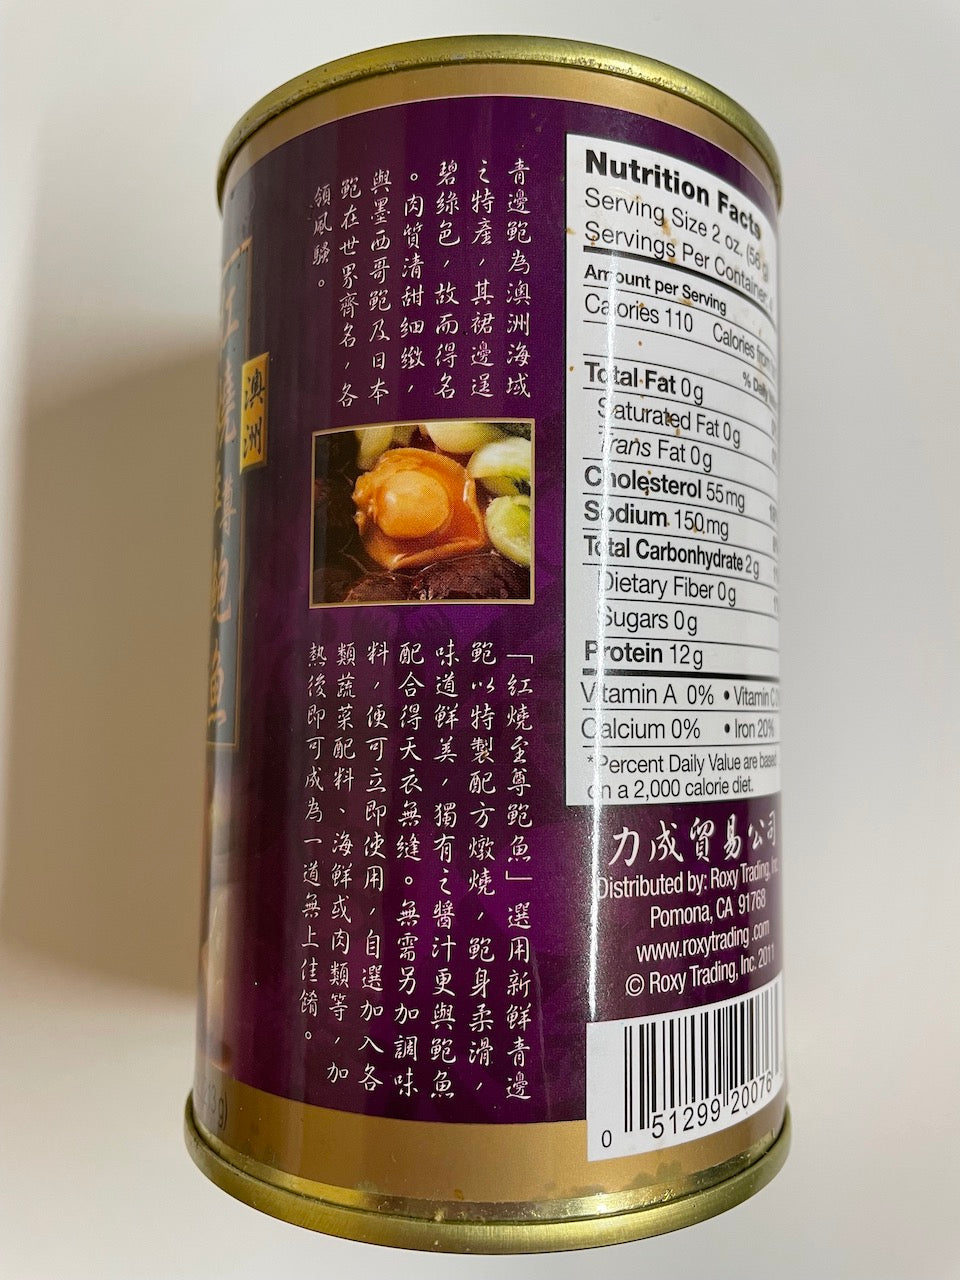 青邊鮑為澳洲海域
之特產，其裙邊逞
碧綠色，故而得名
。肉質清甜細緻，
與墨西哥鮑及日本
鮑在世界齊名，各
領風騷。
「紅燒至尊鮑魚」選用新鮮青邊
鮑以特製配方燉燒，鮑身柔滑，
味道鮮美，獨有之醬汁更與鮑魚
配合得天衣無縫。無需另加調味
料，便可立即使用，自選加入各
類蔬菜配料、海鮮或肉類等，加
熱後即可成為一道無上佳餚。
澳洲
Nutrition Facts
Serving Size 2 oz. (56 g)
Servings Per Container
Amount per Serving
Calories 110 Calories from
% Daily
Total Fat 0g
Saturated Fat 0g
Trans Fat 0g
Cholesterol 55mg
Sodium 150mg
Total Carbonhydrate 2g
Dietary Fiber 0g
Sugars 0g
Protein 12g
Vitamin A 0% • Vitamin C
Calcium 0% • Iron 20%
*Percent Daily Value are based
on a 2,000 calorie diet.
力成貿易公司
Distributed by: Roxy Trading,
Pomona, CA 91768
www.roxytrading.com
© Roxy Trading, Inc. 2011
0 51299 20076